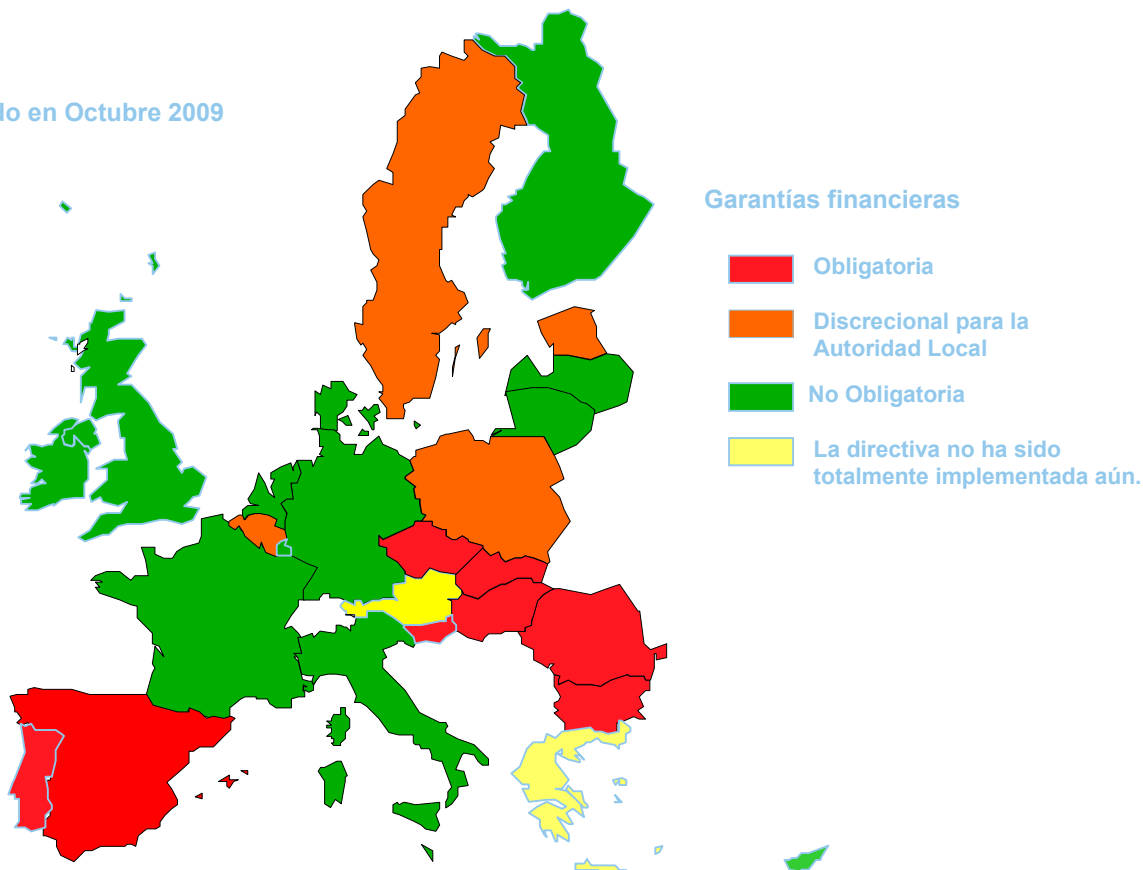 en Octubre 2009
Garantías financieras
Obligatoria
Discrecional para la
Autoridad Local
No Obligatoria
La directiva no ha sido
totalmente implementada aún.